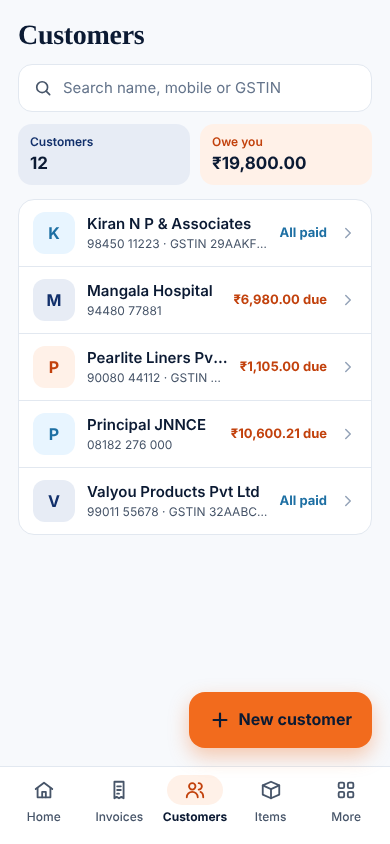 Customers
Search name, mobile or GSTIN
Customers
12
Owe you
₹19,800.00
K
Kiran N P & Associates
98450 11223 · GSTIN 29AAKF...
All paid
M
Mangala Hospital
94480 77881
₹6,980.00 due
P
Pearlite Liners Pv...
90080 44112 · GSTIN ...
₹1,105.00 due
P
Principal JNNCE
08182 276 000
₹10,600.21 due
V
Valyou Products Pvt Ltd
99011 55678 · GSTIN 32AABC...
All paid
New customer
Home
Invoices
Customers
Items
More